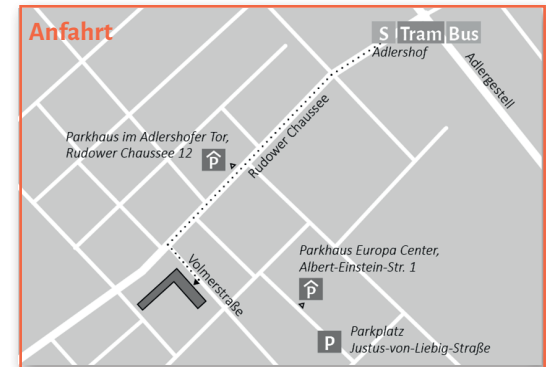 Anfahrt
S Tram Bus
Adlershof
Adlergestell
Rudower Chaussee
Parkhaus im Adlershofer Tor,
Rudower Chaussee 12
P
Volmerstraße
Parkhaus Europa Center,
Albert-Einstein-Str. 1
P
P
Parkplatz
Justus-von-Liebig-Straße